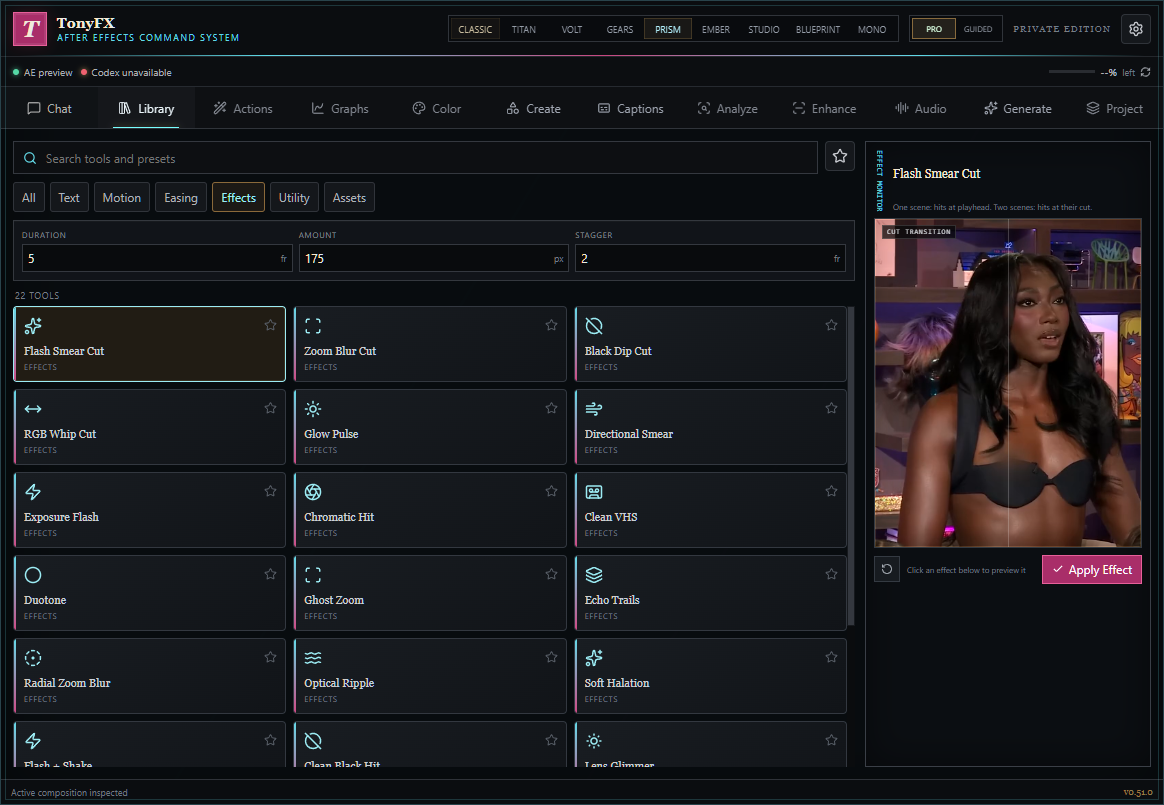 T TonyFX
AFTER EFFECTS COMMAND SYSTEM
CLASSIC TITAN VOLT GEARS PRISM EMBER STUDIO BLUEPRINT MONO
PRO GUIDED
PRIVATE EDITION
AE preview Codex unavailable
--% left
Chat Library Actions Graphs Color Create Captions Analyze Enhance Audio Generate Project
Search tools and presets
All Text Motion Easing Effects Utility Assets
DURATION AMOUNT STAGGER
5 fr 175 px 2 fr
22 TOOLS
Flash Smear Cut
EFFECTS
Zoom Blur Cut
EFFECTS
Black Dip Cut
EFFECTS
RGB Whip Cut
EFFECTS
Glow Pulse
EFFECTS
Directional Smear
EFFECTS
Exposure Flash
EFFECTS
Chromatic Hit
EFFECTS
Clean VHS
EFFECTS
Duotone
EFFECTS
Ghost Zoom
EFFECTS
Echo Trails
EFFECTS
Radial Zoom Blur
EFFECTS
Optical Ripple
EFFECTS
Soft Halation
EFFECTS
Flash + Shake
Clean Black Hit
Lens Glimmer
EFFECT MONITOR
Flash Smear Cut
One scene: hits at playhead. Two scenes: hits at their cut.
CUT TRANSITION
Click an effect below to preview it
Apply Effect
Active composition inspected
v0.51.0